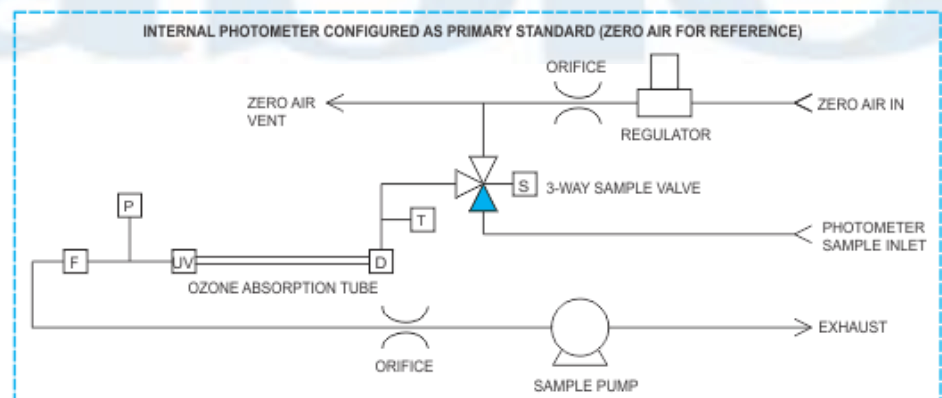 INTERNAL PHOTOMETER CONFIGURED AS PRIMARY STANDARD (ZERO AIR FOR REFERENCE)
ORIFICE
ZERO AIR
VENT
ZERO AIR IN
REGULATOR
S
3-WAY SAMPLE VALVE
P
T
PHOTOMETER
SAMPLE INLET
F
UV
D
OZONE ABSORPTION TUBE
EXHAUST
ORIFICE
SAMPLE PUMP